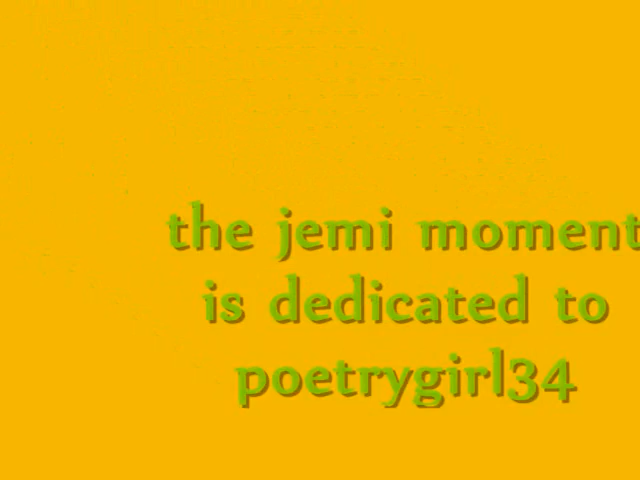 the jemi moment
is dedicated to
poetrygirl34